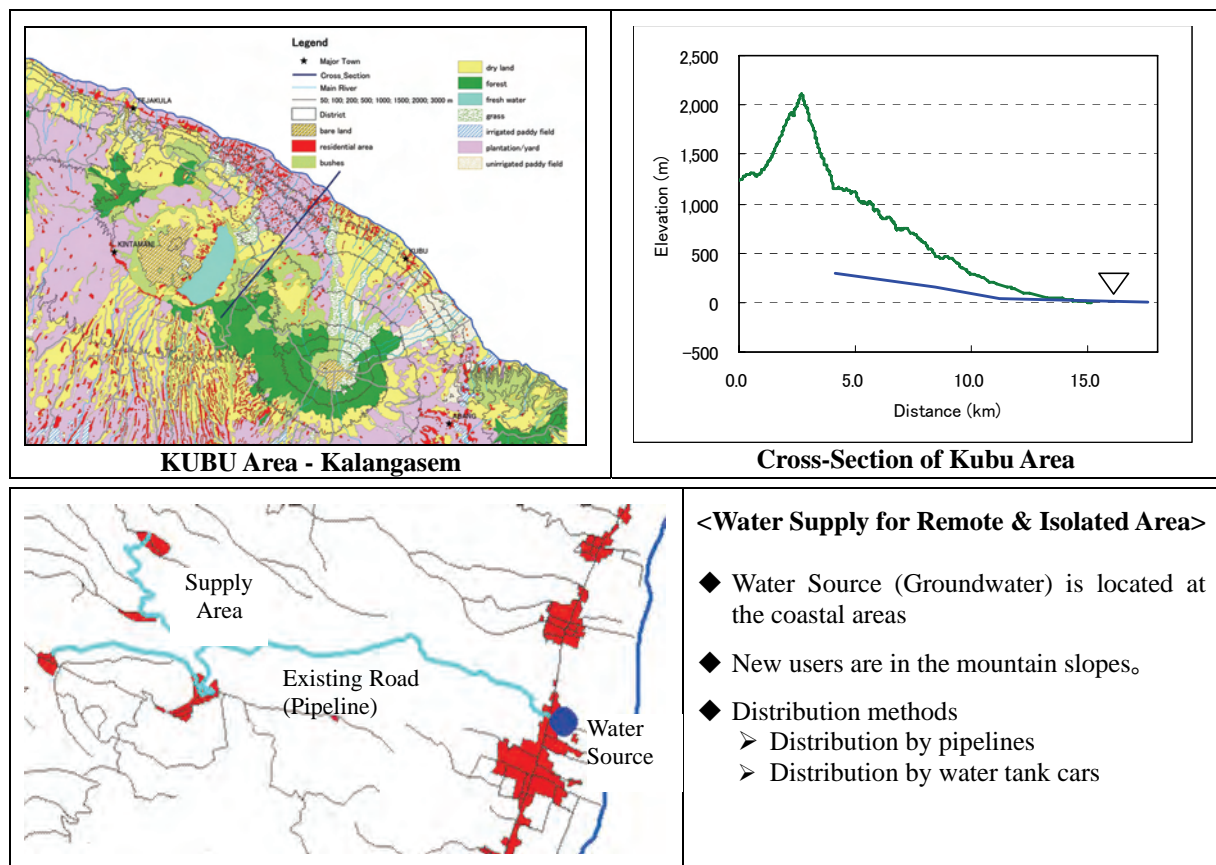 Legend
Major Town
Cross_Section
Main River
50; 100; 200; 500; 1000; 1500; 2000; 3000 m
District
bare land
residential area
bushes
dry land
forest
fresh water
grass
irrigated paddy field
plantation/yard
unirrigated paddy field
TEJAKULA
KINTAMANI
KUBU
ABANG
KUBU Area - Kalangasem
2,500
2,000
1,500
1,000
500
0
−500
Elevation (m)
0.0
5.0
10.0
15.0
Distance (km)
Cross-Section of Kubu Area
Supply
Area
Existing Road
(Pipeline)
Water
Source
<Water Supply for Remote & Isolated Area>
◆ Water Source (Groundwater) is located at
the coastal areas
◆ New users are in the mountain slopes。
◆ Distribution methods
➢ Distribution by pipelines
➢ Distribution by water tank cars